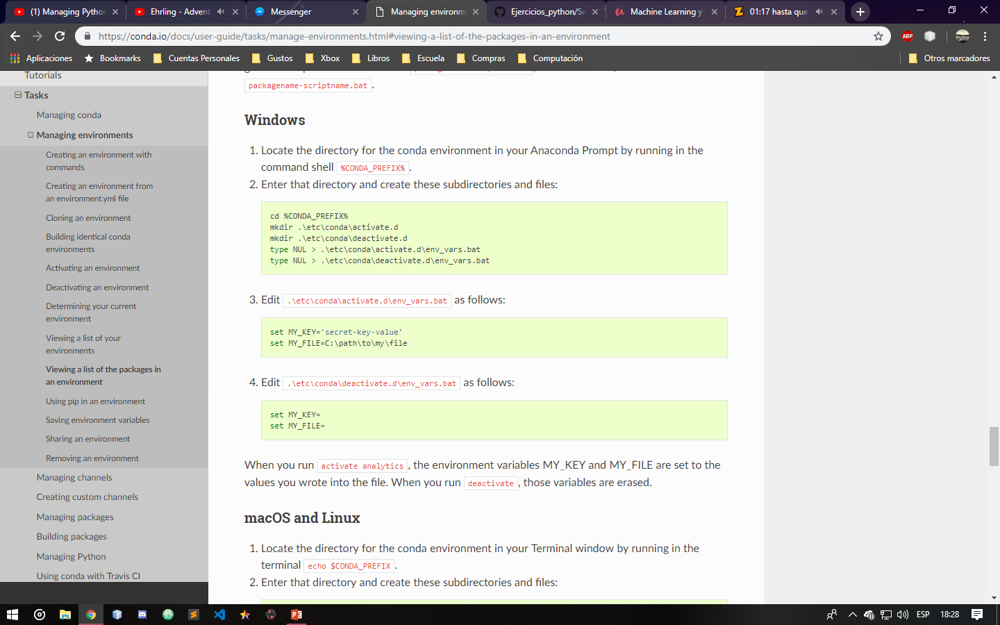 (1) Managing Pythor
Ehrling - Advent
Messenger
Managing environm
Ejercicios_python/Se
Machine Learning y
01:17 hasta que
https://conda.io/docs/user-guide/tasks/manage-environments.html#viewing-a-list-of-the-packages-in-an-environment
ABP
Aplicaciones
Bookmarks
Cuentas Personales
Gustos
Xbox
Libros
Escuela
Compras
Computación
Otros marcadores
Tutorials
Tasks
Managing conda
Managing environments
Creating an environment with
commands
Creating an environment from
an environment.yml file
Cloning an environment
Building identical conda
environments
Activating an environment
Deactivating an environment
Determining your current
environment
Viewing a list of your
environments
Viewing a list of the packages in
an environment
Using pip in an environment
Saving environment variables
Sharing an environment
Removing an environment
Managing channels
Creating custom channels
Managing packages
Building packages
Managing Python
Using conda with Travis CI
packagename-scriptname.bat.
Windows
1. Locate the directory for the conda environment in your Anaconda Prompt by running in the
command shell %CONDA_PREFIX%.
2. Enter that directory and create these subdirectories and files:
cd %CONDA_PREFIX%
mkdir .\etc\conda\activate.d
mkdir .\etc\conda\deactivate.d
type NUL > .\etc\conda\activate.d\env_vars.bat
type NUL > .\etc\conda\deactivate.d\env_vars.bat
3. Edit .\etc\conda\activate.d\env_vars.bat as follows:
set MY_KEY='secret-key-value'
set MY_FILE=C:\path\to\my\file
4. Edit .\etc\conda\deactivate.d\env_vars.bat as follows:
set MY_KEY=
set MY_FILE=
When you run activate analytics, the environment variables MY_KEY and MY_FILE are set to the
values you wrote into the file. When you run deactivate, those variables are erased.
macOS and Linux
1. Locate the directory for the conda environment in your Terminal window by running in the
terminal echo $CONDA_PREFIX.
2. Enter that directory and create these subdirectories and files:
ESP
18:28